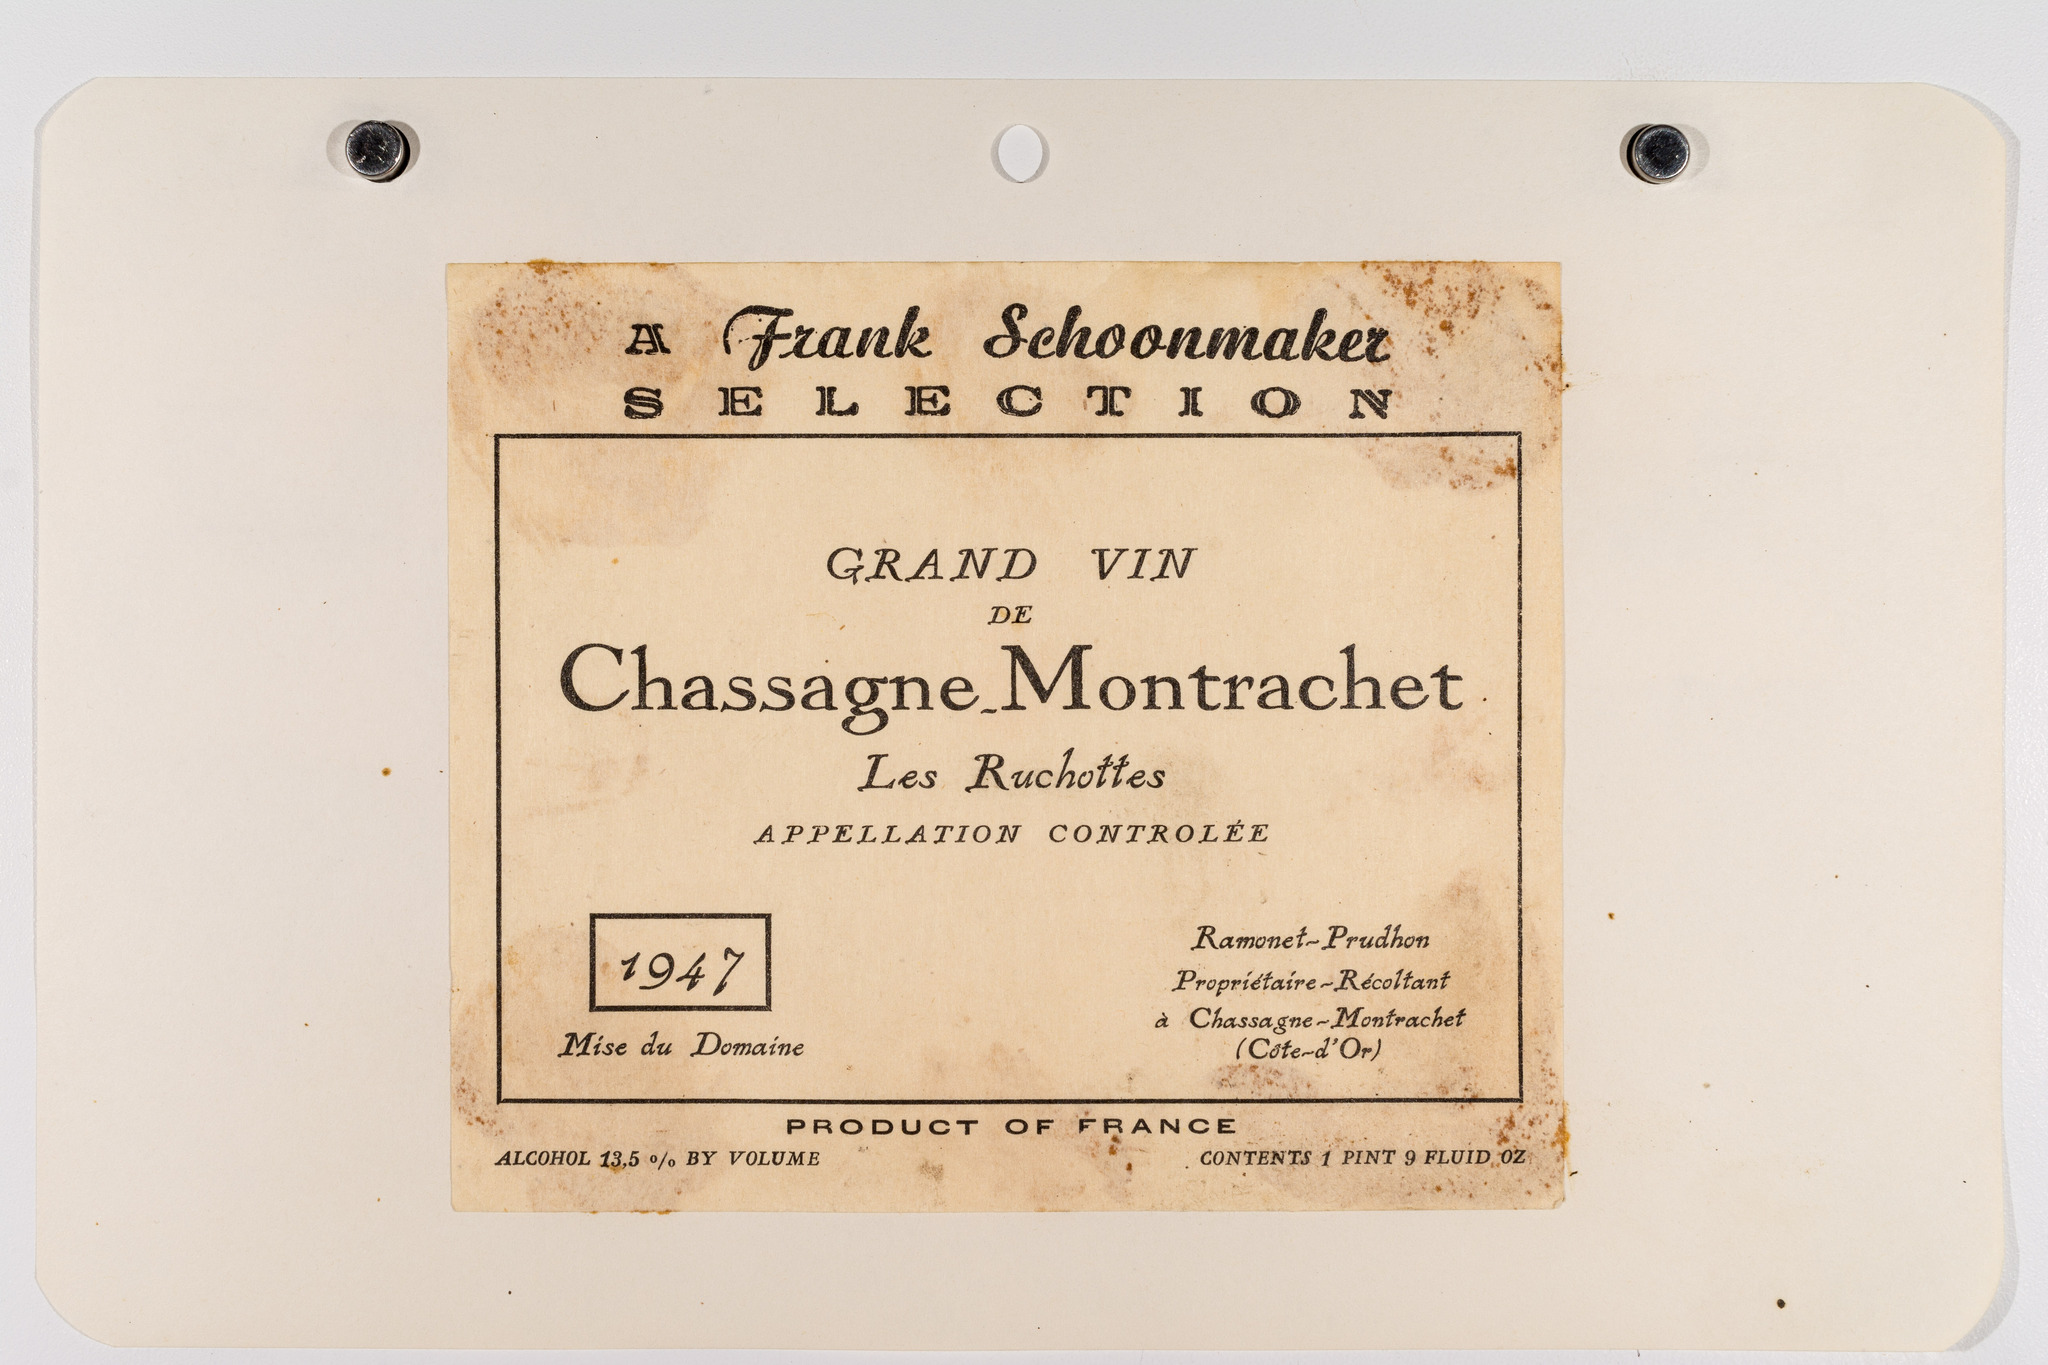 A Frank Schoonmaker
SELECTION
GRAND VIN
DE
Chassagne-Montrachet
Les Ruchottes
APPELLATION CONTROLÉE
1947
Mise du Domaine
Ramonet-Prudhon
Propriétaire-Récoltant
à Chassagne-Montrachet
(Côte-d'Or)
PRODUCT OF FRANCE
ALCOHOL 13,5 % BY VOLUME
CONTENTS 1 PINT 9 FLUID OZ